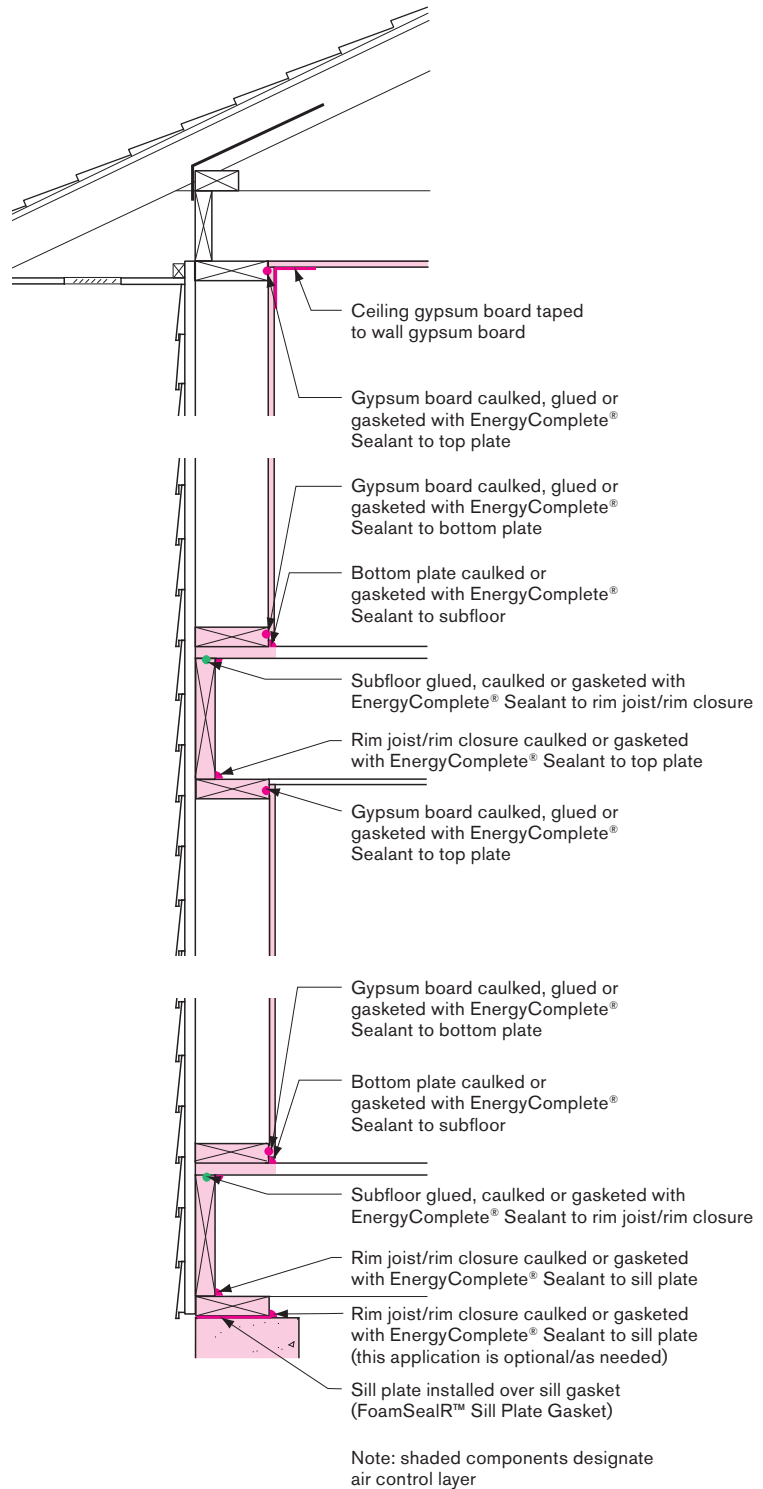 Ceiling gypsum board taped
to wall gypsum board
Gypsum board caulked, glued or
gasketed with EnergyComplete®
Sealant to top plate
Gypsum board caulked, glued or
gasketed with EnergyComplete®
Sealant to bottom plate
Bottom plate caulked or
gasketed with EnergyComplete®
Sealant to subfloor
Subfloor glued, caulked or gasketed with
EnergyComplete® Sealant to rim joist/rim closure
Rim joist/rim closure caulked or gasketed
with EnergyComplete® Sealant to top plate
Gypsum board caulked, glued or
gasketed with EnergyComplete®
Sealant to top plate
Gypsum board caulked, glued or
gasketed with EnergyComplete®
Sealant to bottom plate
Bottom plate caulked or
gasketed with EnergyComplete®
Sealant to subfloor
Subfloor glued, caulked or gasketed with
EnergyComplete® Sealant to rim joist/rim closure
Rim joist/rim closure caulked or gasketed
with EnergyComplete® Sealant to sill plate
Rim joist/rim closure caulked or gasketed
with EnergyComplete® Sealant to sill plate
(this application is optional/as needed)
Sill plate installed over sill gasket
(FoamSealR™ Sill Plate Gasket)
Note: shaded components designate
air control layer